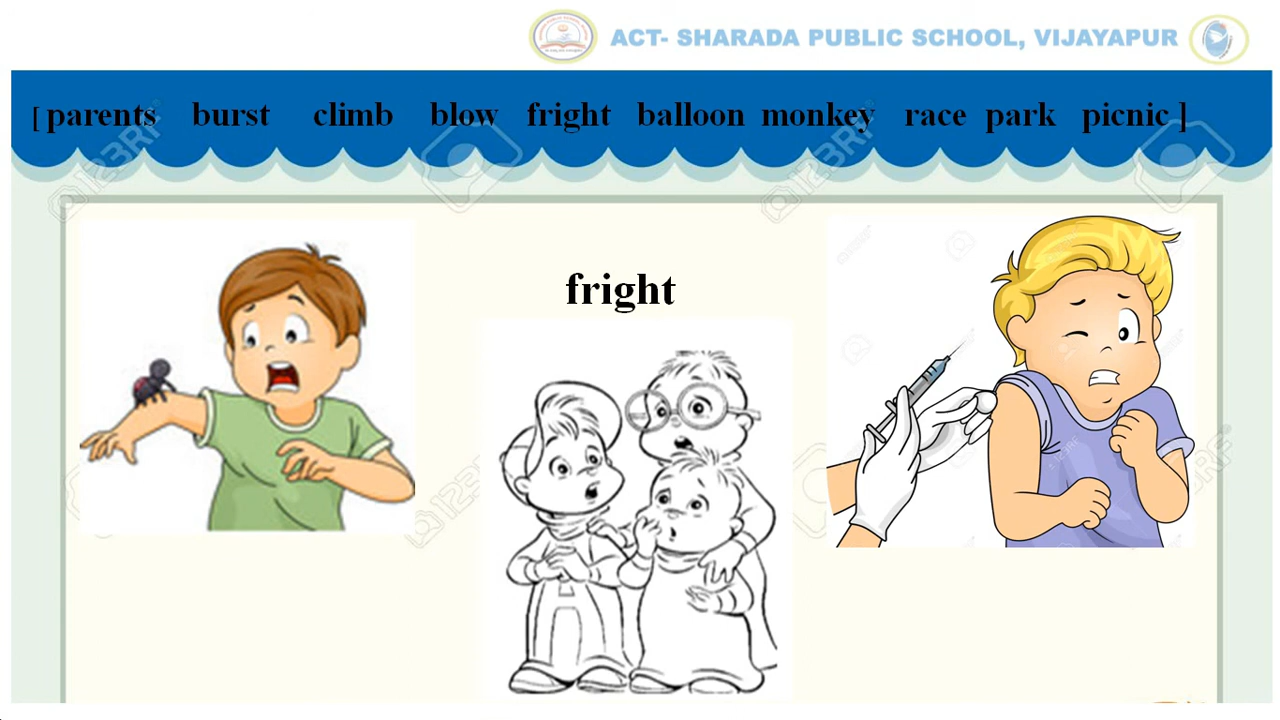 ACT- SHARADA PUBLIC SCHOOL, VIJAYAPUR
[ parents burst climb blow fright balloon monkey race park picnic ]
fright